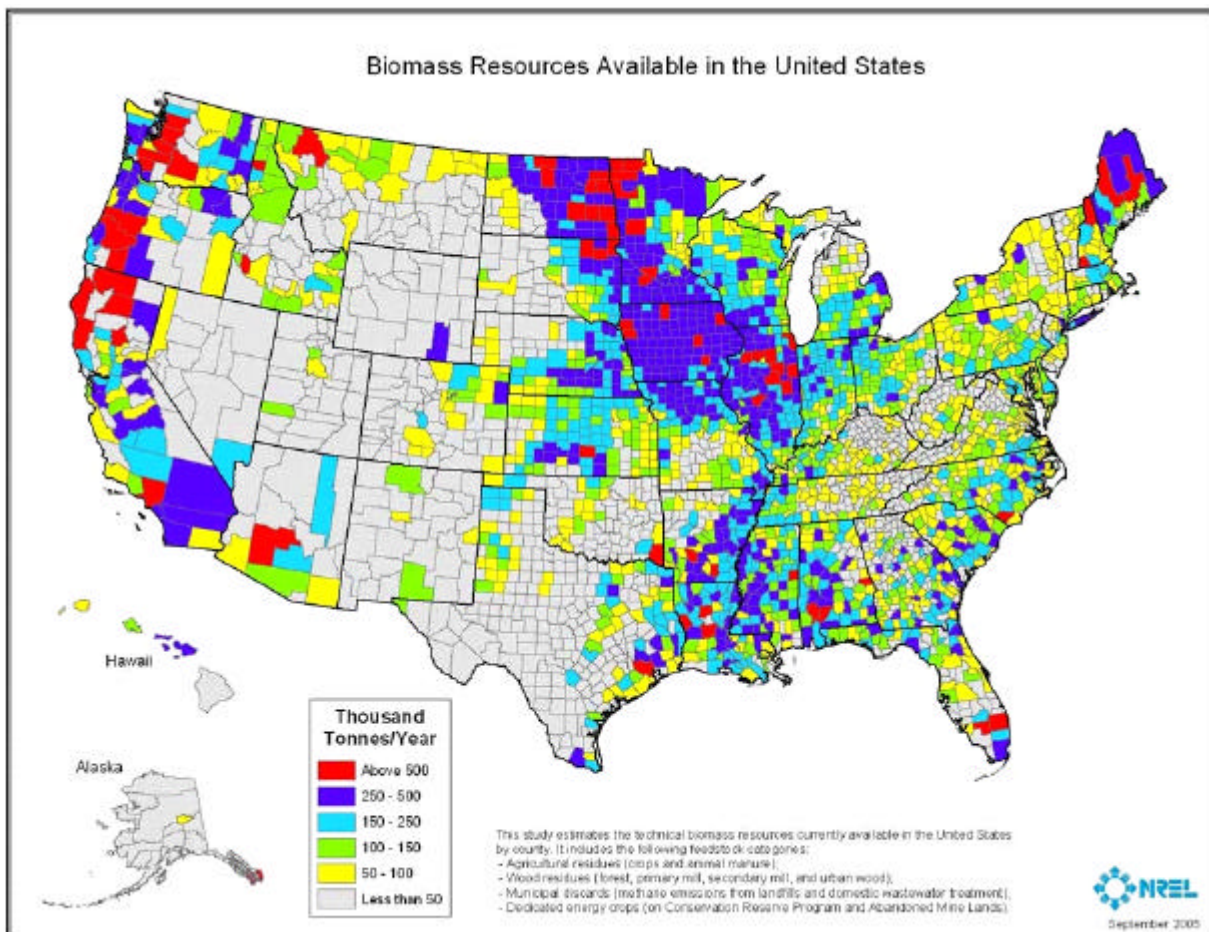 Biomass Resources Available in the United States
Hawaii
Alaska
Thousand
Tonnes/Year
Above 500
250 - 500
150 - 250
100 - 150
50 - 100
Less than 50
This study estimates the technical biomass resources currently available in the United States
by county. It includes the following feedstock categories:
- Agricultural residues (crops and animal manure);
- Wood residues (forest, primary mill, secondary mill, and urban wood);
- Municipal discards (methane emissions from landfills and domestic wastewater treatment);
- Dedicated energy crops (on Conservation Reserve Program and Abandoned Mine Lands).
NREL
September 2005